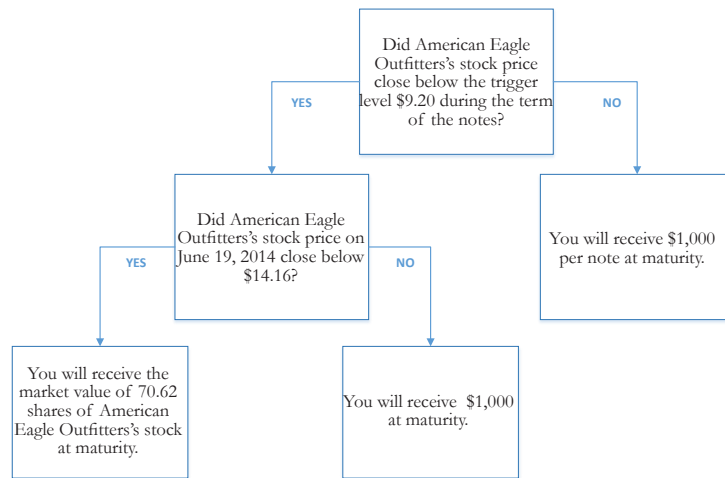 Did American Eagle
Outfitters's stock price
close below the trigger
level $9.20 during the term
of the notes?
YES
NO
Did American Eagle
Outfitters's stock price on
June 19, 2014 close below
$14.16?
You will receive $1,000
per note at maturity.
YES
NO
You will receive the
market value of 70.62
shares of American
Eagle Outfitters's stock
at maturity.
You will receive $1,000
at maturity.